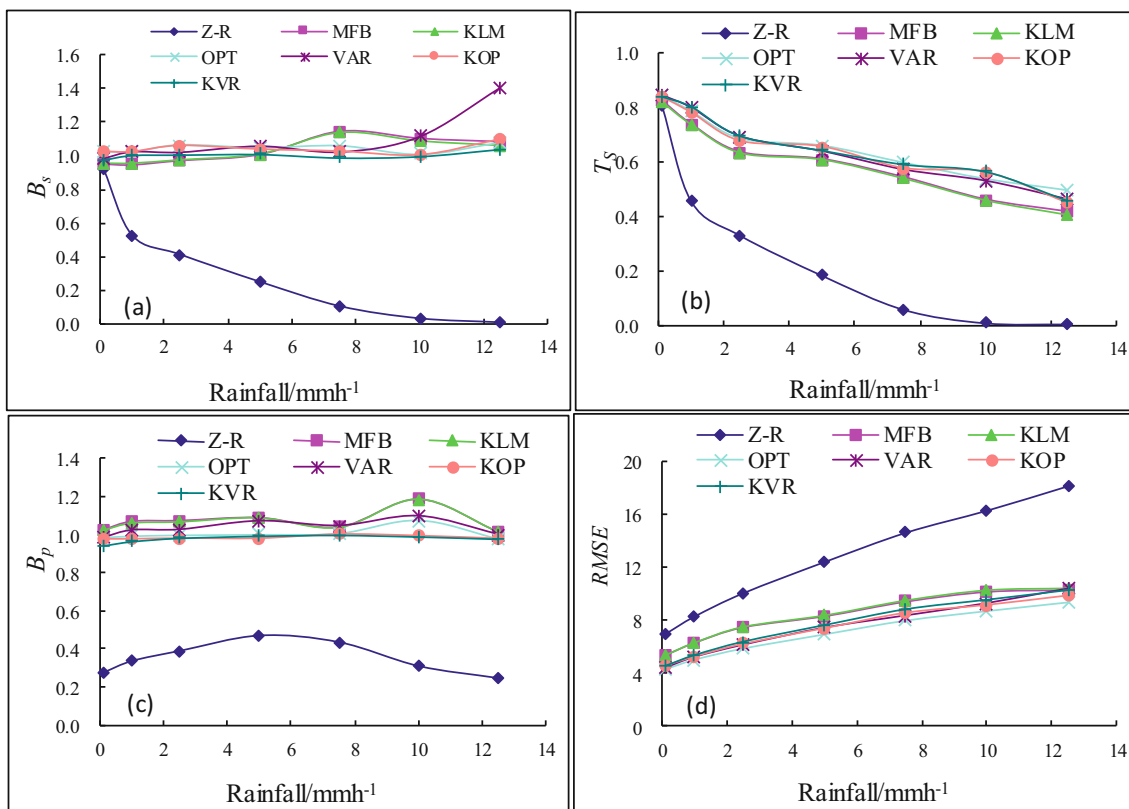 Z-R MFB KLM
OPT VAR KOP
KVR
B_s
1.6
1.4
1.2
1.0
0.8
0.6
0.4
0.2
0.0
(a)
0 2 4 6 8 10 12 14
Rainfall/mmh⁻¹
Z-R MFB KLM
OPT VAR KOP
KVR
T_S
1.0
0.8
0.6
0.4
0.2
0.0
(b)
0 2 4 6 8 10 12 14
Rainfall/mmh⁻¹
Z-R MFB KLM
OPT VAR KOP
KVR
B_p
1.4
1.2
1.0
0.8
0.6
0.4
0.2
0.0
(c)
0 2 4 6 8 10 12 14
Rainfall/mmh⁻¹
Z-R MFB KLM
OPT VAR KOP
KVR
RMSE
20
16
12
8
4
0
(d)
0 2 4 6 8 10 12 14
Rainfall/mmh⁻¹